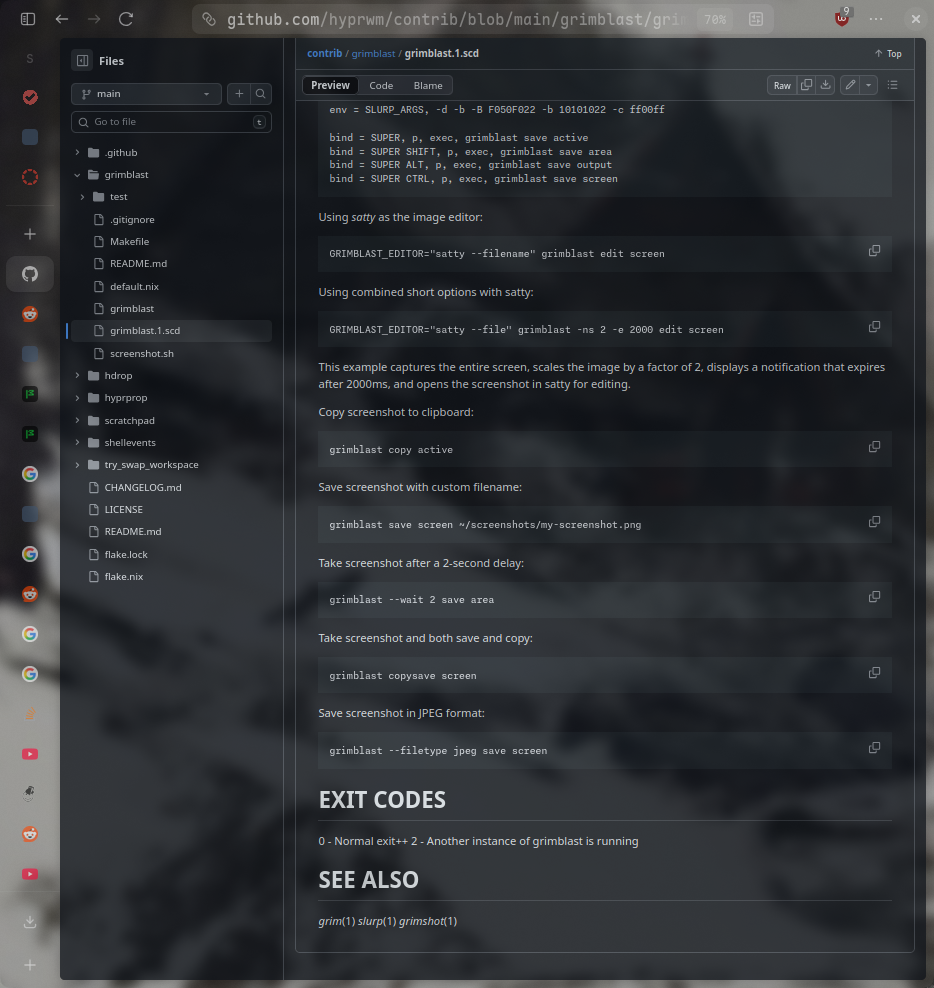 github.com/hyprwm/contrib/blob/main/grimblast/gri
70%
9
S
Files
main
Go to file
t
.github
grimblast
test
.gitignore
Makefile
README.md
default.nix
grimblast
grimblast.1.scd
screenshot.sh
hdrop
hyprprop
scratchpad
shellevents
try_swap_workspace
CHANGELOG.md
LICENSE
README.md
flake.lock
flake.nix
contrib / grimblast / grimblast.1.scd
Top
Preview
Code
Blame
Raw
env = SLURP_ARGS, -d -b -B F050F022 -b 10101022 -c ff00ff
bind = SUPER, p, exec, grimblast save active
bind = SUPER SHIFT, p, exec, grimblast save area
bind = SUPER ALT, p, exec, grimblast save output
bind = SUPER CTRL, p, exec, grimblast save screen
Using satty as the image editor:
GRIMBLAST_EDITOR="satty --filename" grimblast edit screen
Using combined short options with satty:
GRIMBLAST_EDITOR="satty --file" grimblast -ns 2 -e 2000 edit screen
This example captures the entire screen, scales the image by a factor of 2, displays a notification that expires
after 2000ms, and opens the screenshot in satty for editing.
Copy screenshot to clipboard:
grimblast copy active
Save screenshot with custom filename:
grimblast save screen ~/screenshots/my-screenshot.png
Take screenshot after a 2-second delay:
grimblast --wait 2 save area
Take screenshot and both save and copy:
grimblast copysave screen
Save screenshot in JPEG format:
grimblast --filetype jpeg save screen
EXIT CODES
0 - Normal exit++ 2 - Another instance of grimblast is running
SEE ALSO
grim(1) slurp(1) grimshot(1)